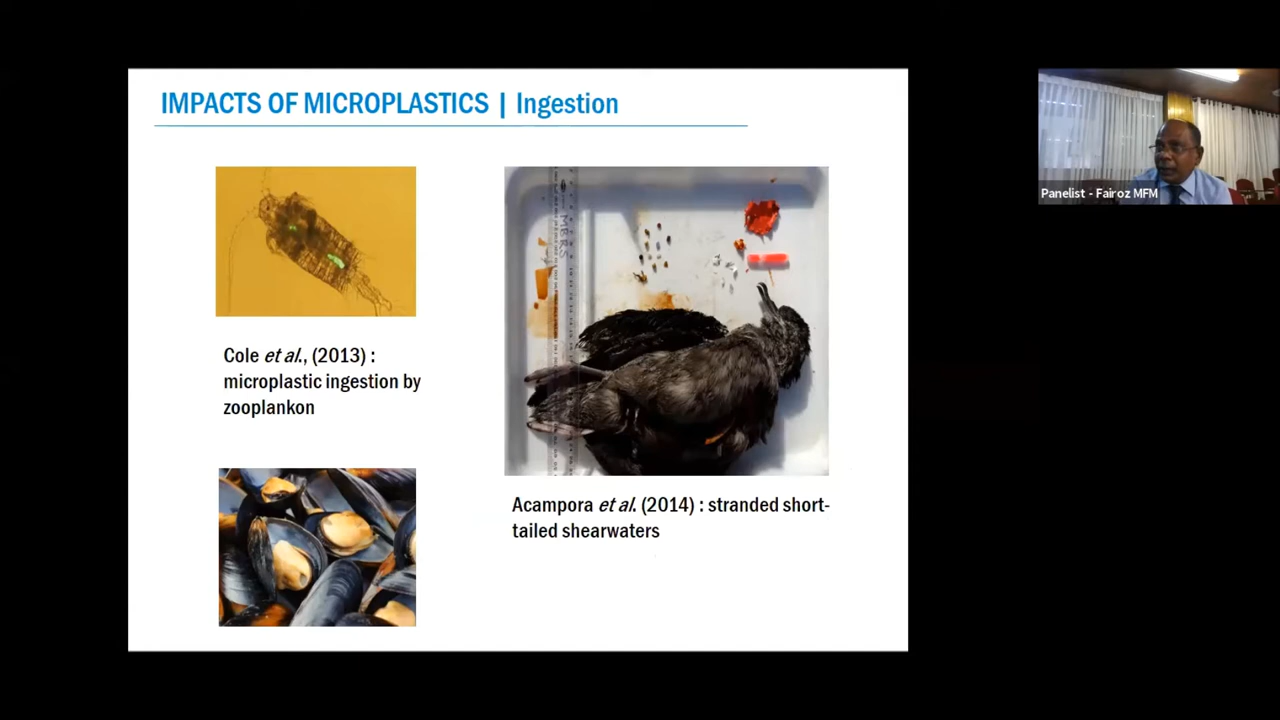 IMPACTS OF MICROPLASTICS | Ingestion
Panelist - Fairoz MFM
Cole et al., (2013) :
microplastic ingestion by
zooplankon
Acampora et al. (2014) : stranded short-
tailed shearwaters